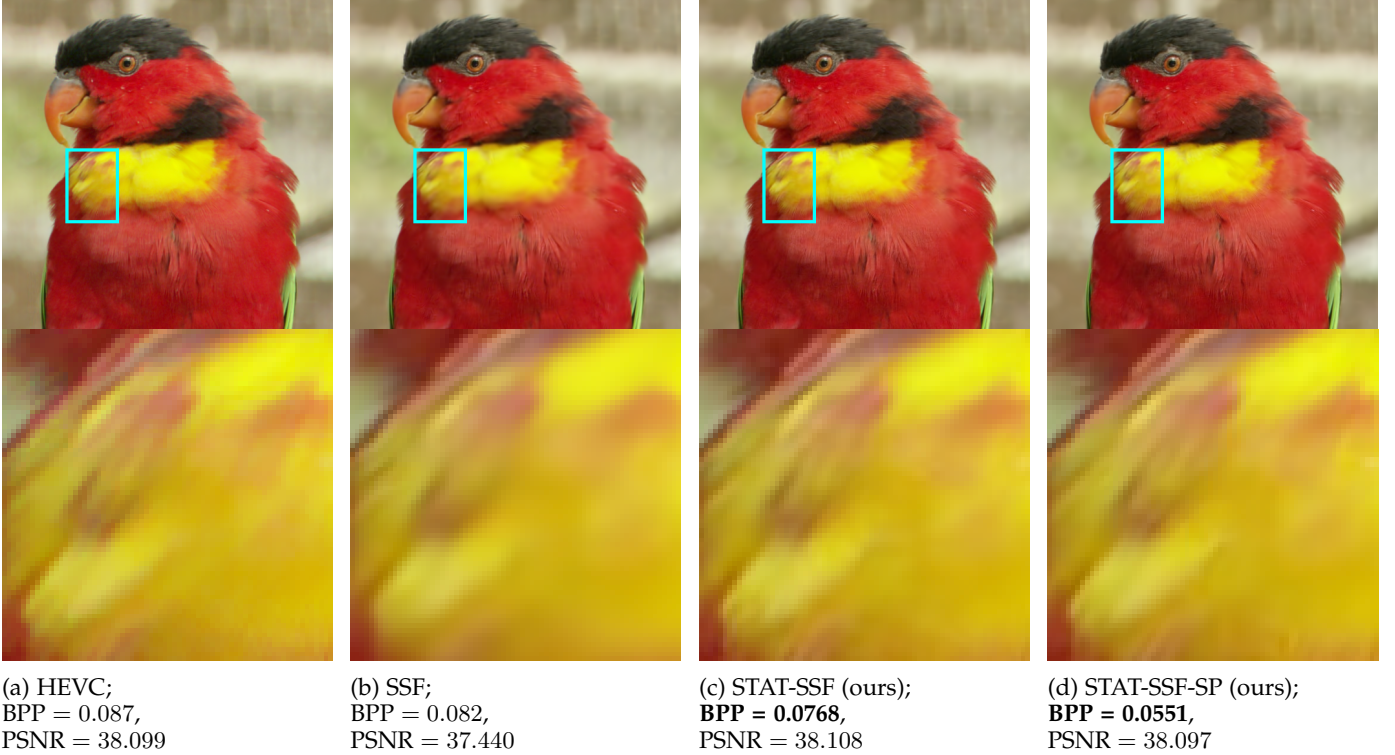 (a) HEVC;
BPP = 0.087,
PSNR = 38.099
(b) SSF;
BPP = 0.082,
PSNR = 37.440
(c) STAT-SSF (ours);
BPP = 0.0768,
PSNR = 38.108
(d) STAT-SSF-SP (ours);
BPP = 0.0551,
PSNR = 38.097